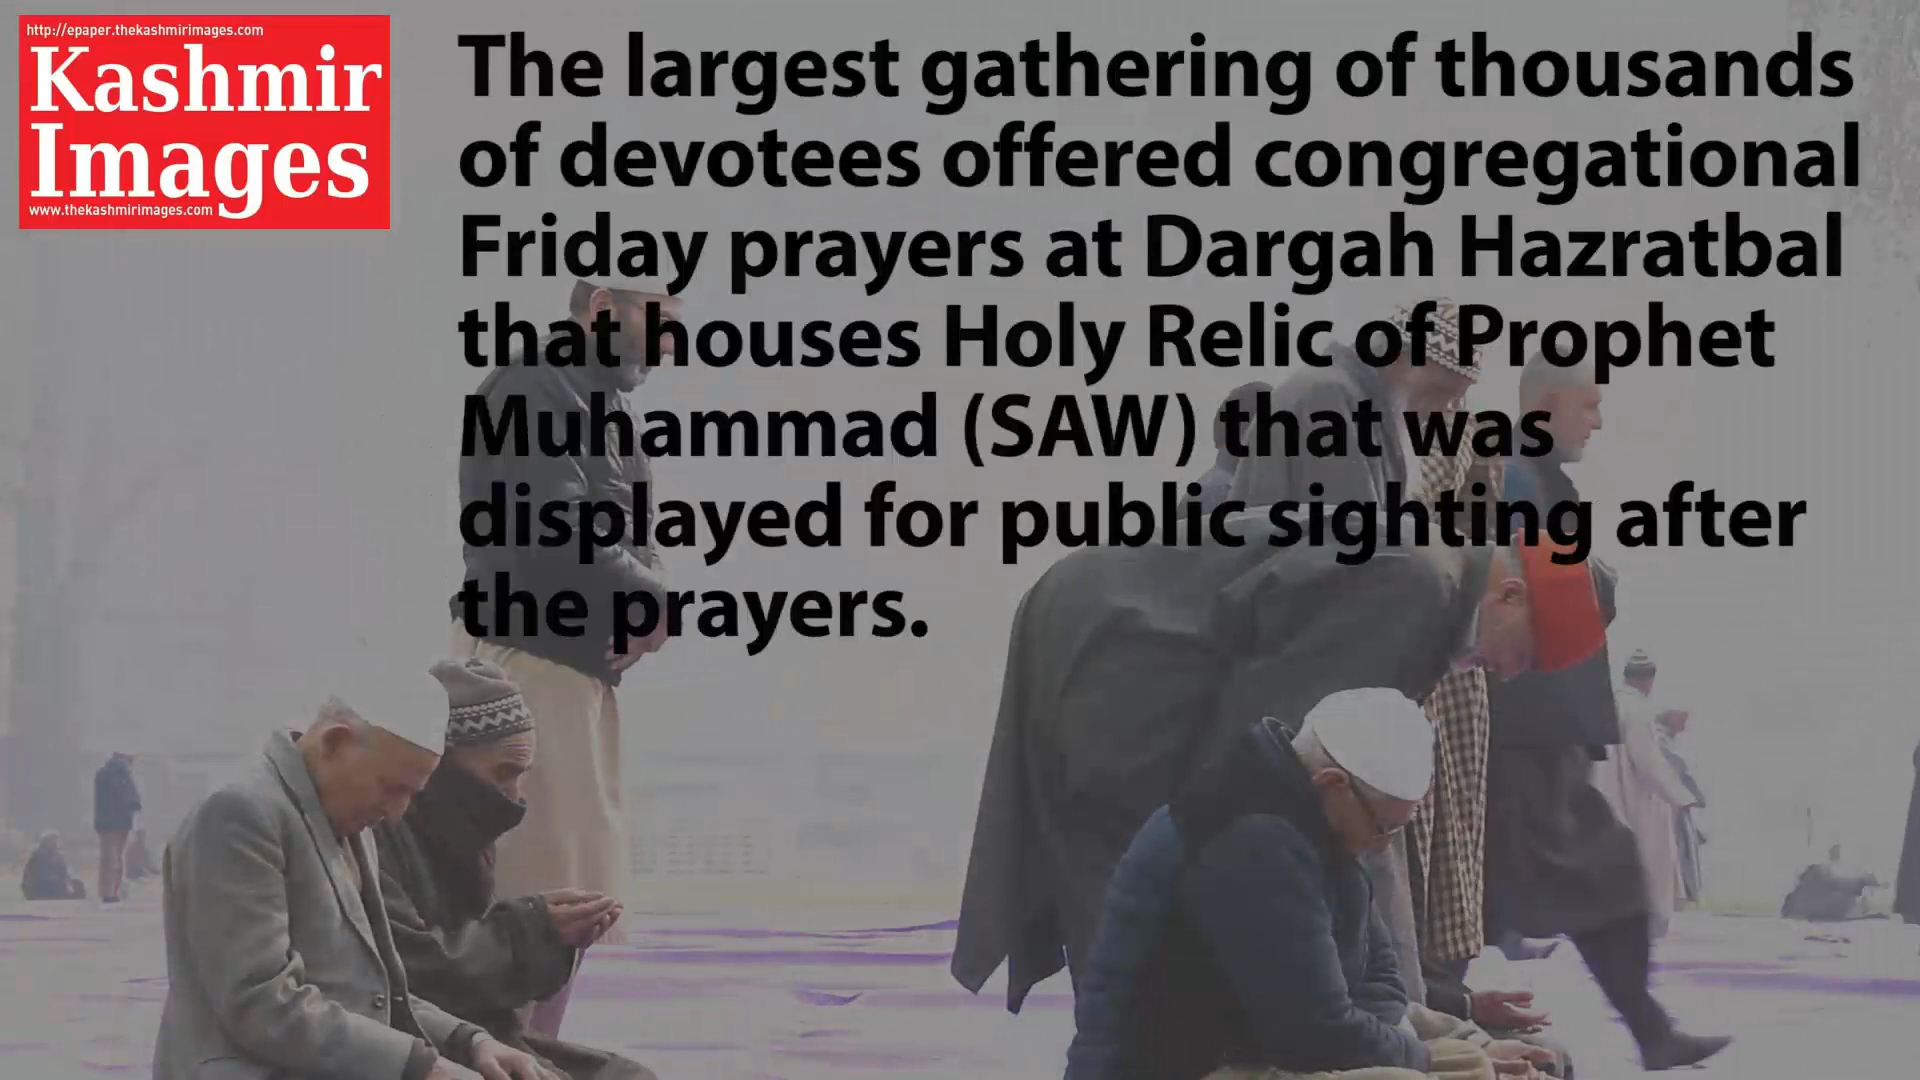 http://epaper.thekashmirimages.com
Kashmir
Images
www.thekashmirimages.com
The largest gathering of thousands
of devotees offered congregational
Friday prayers at Dargah Hazratbal
that houses Holy Relic of Prophet
Muhammad (SAW) that was
displayed for public sighting after
the prayers.